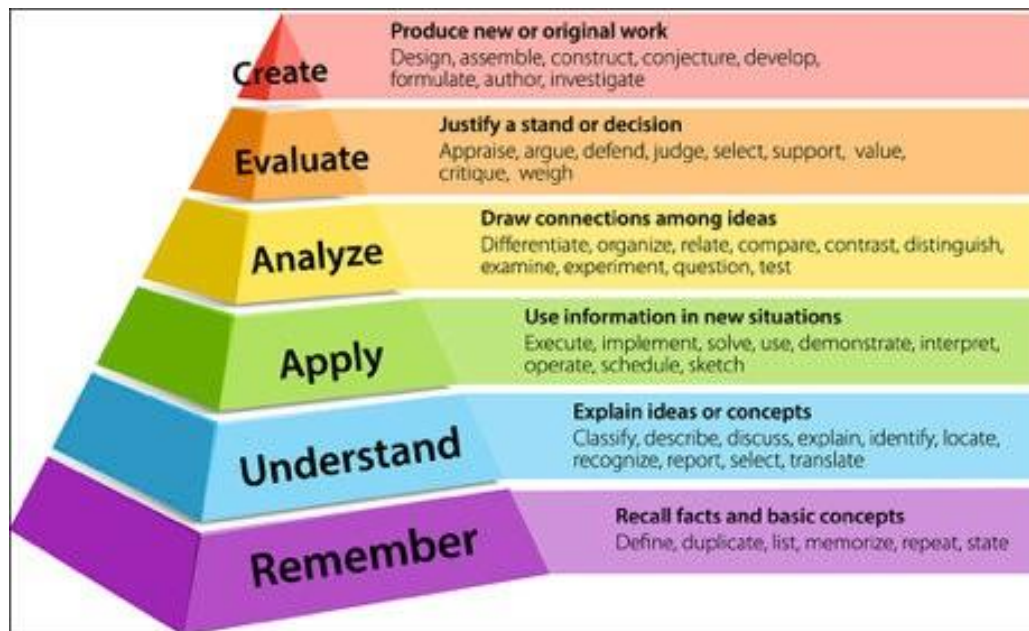 Create
Produce new or original work
Design, assemble, construct, conjecture, develop,
formulate, author, investigate
Evaluate
Justify a stand or decision
Appraise, argue, defend, judge, select, support, value,
critique, weigh
Analyze
Draw connections among ideas
Differentiate, organize, relate, compare, contrast, distinguish,
examine, experiment, question, test
Apply
Use information in new situations
Execute, implement, solve, use, demonstrate, interpret,
operate, schedule, sketch
Understand
Explain ideas or concepts
Classify, describe, discuss, explain, identify, locate,
recognize, report, select, translate
Remember
Recall facts and basic concepts
Define, duplicate, list, memorize, repeat, state